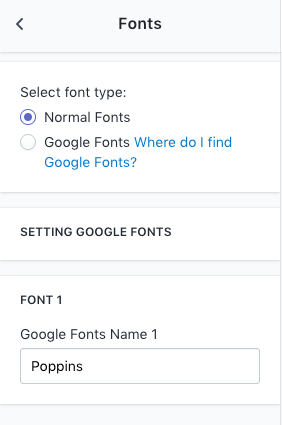 Fonts
Select font type:
Normal Fonts
Google Fonts Where do I find
Google Fonts?
SETTING GOOGLE FONTS
FONT 1
Google Fonts Name 1
Poppins